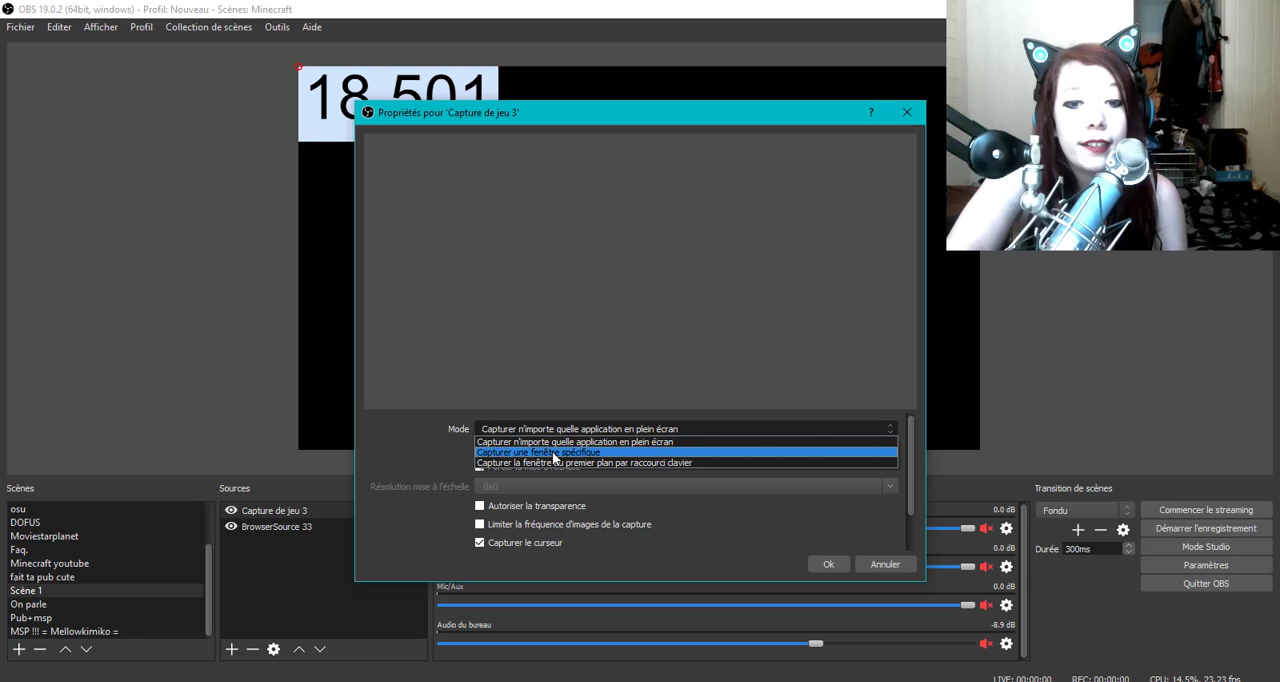 OBS 19.0.2 (64bit, windows) - Profil: Nouveau - Scènes: Minecraft
Fichier Editer Afficher Profil Collection de scènes Outils Aide
18 501
Propriétés pour 'Capture de jeu 3' ?
Mode Capturer n'importe quelle application en plein écran
Capturer n'importe quelle application en plein écran
Capturer une fenêtre spécifique
Capturer la fenêtre du premier plan par raccourci clavier
Résolution mise à l'échelle 0x0
Autoriser la transparence
Limiter la fréquence d'images de la capture
Capturer le curseur
Ok Annuler
Scènes
osu
DOFUS
Moviestarplanet
Faq.
Minecraft youtube
fait ta pub cute
Scène 1
On parle
Pub+msp
MSP !!! = Mellowkimiko =
Sources
Capture de jeu 3
BrowserSource 33
0.0 dB
0.0 dB
Mic/Aux 0.0 dB
Audio du bureau -8.9 dB
Transition de scènes
Fondu
Durée 300ms
Commencer le streaming
Démarrer l'enregistrement
Mode Studio
Paramètres
Quitter OBS
LIVE: 00:00:00 REC: 00:00:00 CPU: 14.5%, 23.23 fps